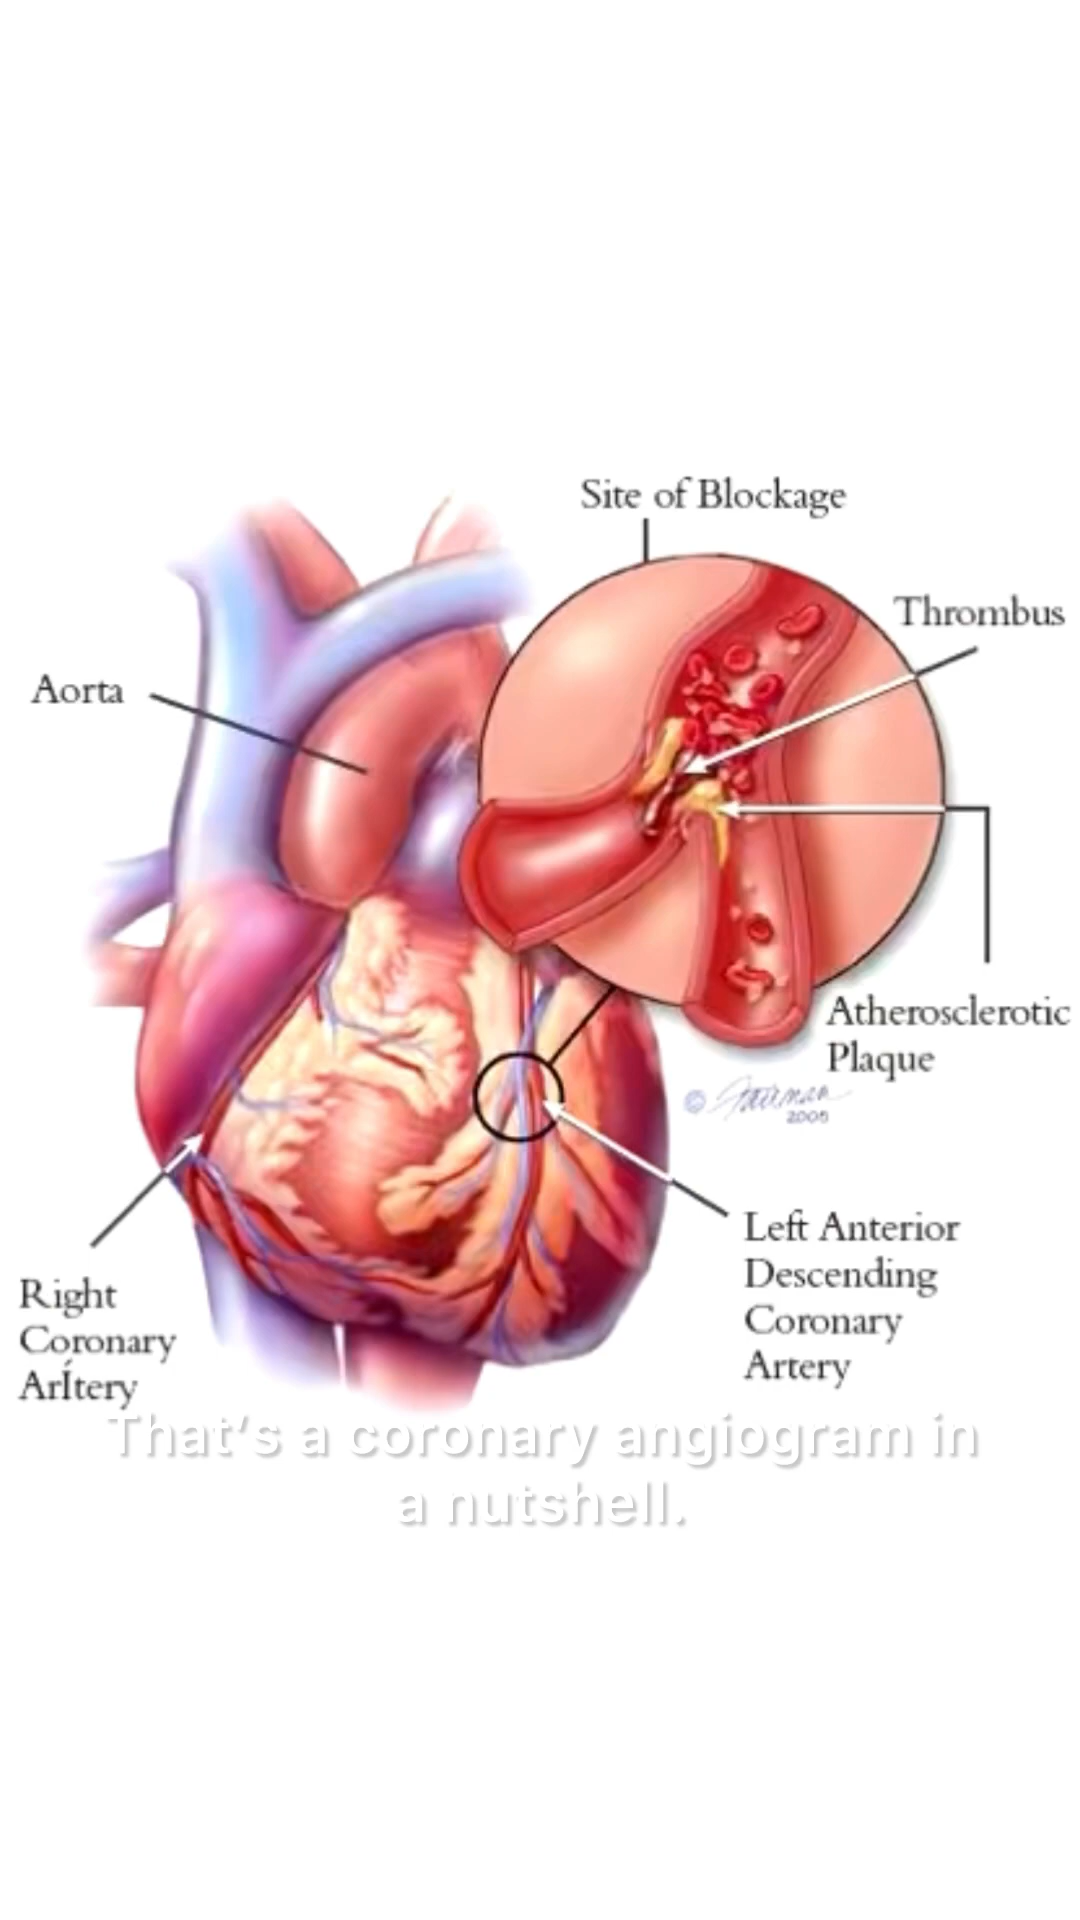 Site of Blockage
Thrombus
Aorta
Atherosclerotic
Plaque
©
2005
Left Anterior
Descending
Coronary
Artery
Right
Coronary
ArÍtery
That's a coronary angiogram in
a nutshell.